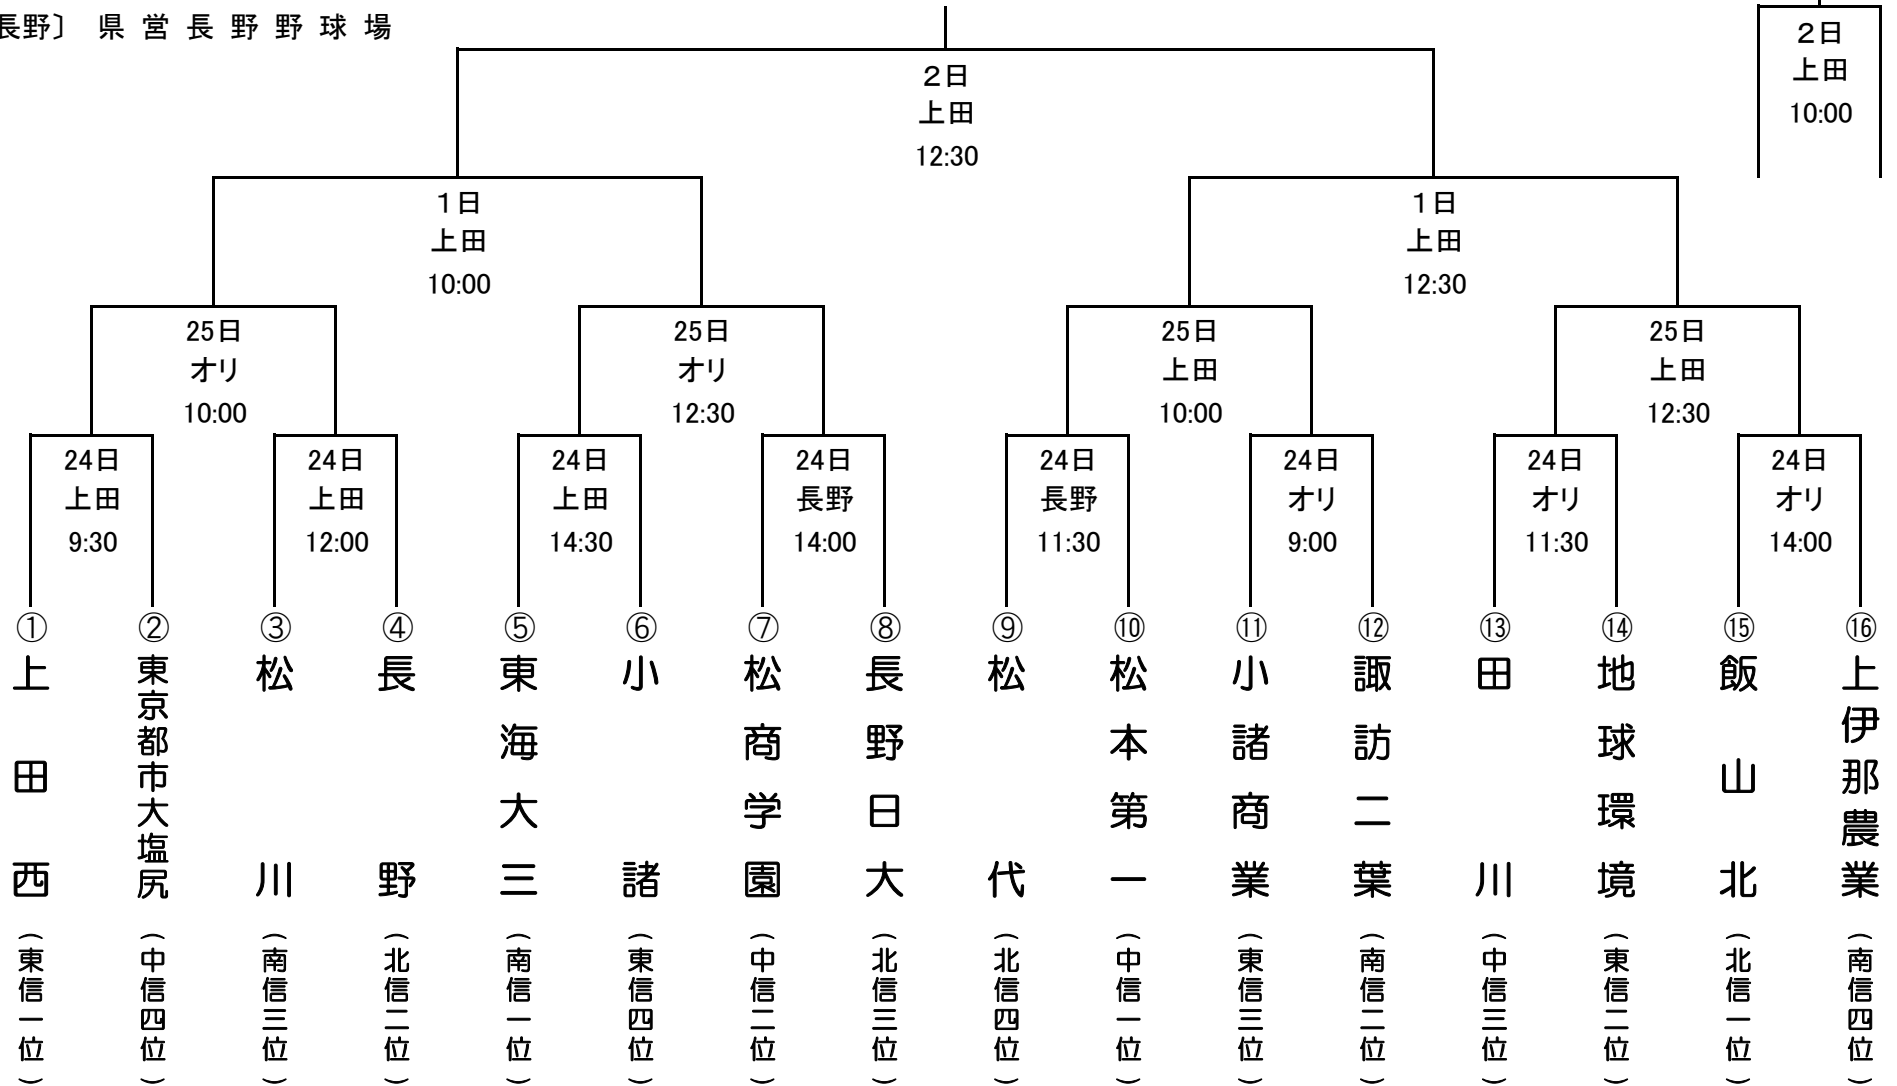 長野〕 県営長野野球場
2日
上田
10:00
2日
上田
12:30
1日
上田
10:00
1日
上田
12:30
25日
オリ
10:00
25日
オリ
12:30
25日
上田
10:00
25日
上田
12:30
24日
上田
9:30
24日
上田
12:00
24日
上田
14:30
24日
長野
14:00
24日
長野
11:30
24日
オリ
9:00
24日
オリ
11:30
24日
オリ
14:00
①
上田西
(東信一位)
②
東京都市大塩尻
(中信四位)
③
松川
(南信三位)
④
長野
(北信二位)
⑤
東海大三
(南信一位)
⑥
小諸
(東信四位)
⑦
松商学園
(中信二位)
⑧
長野日大
(北信三位)
⑨
松代
(北信四位)
⑩
松本第一
(中信一位)
⑪
小諸商業
(東信三位)
⑫
諏訪二葉
(南信二位)
⑬
田川
(中信三位)
⑭
地球環境
(東信二位)
⑮
飯山北
(北信一位)
⑯
上伊那農業
(南信四位)